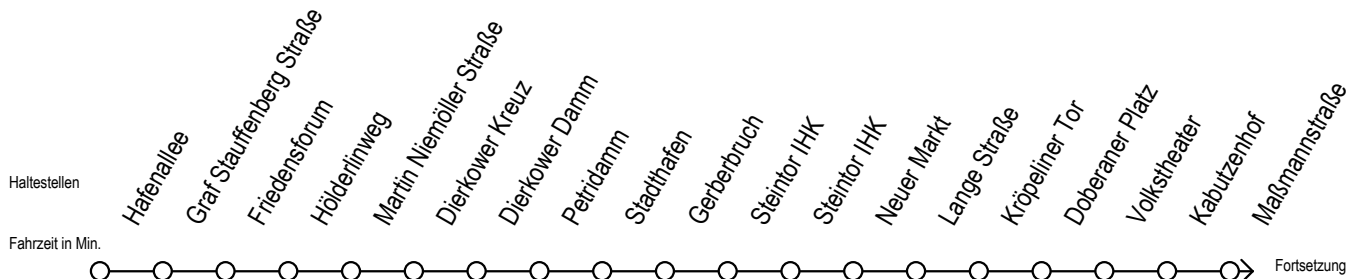 Haltestellen
Hafenallee
Graf Stauffenberg Straße
Friedensforum
Hölderlinweg
Martin Niemöller Straße
Dierkower Kreuz
Dierkower Damm
Petridamm
Stadthafen
Gerberbruch
Steintor IHK
Steintor IHK
Neuer Markt
Lange Straße
Kröpeliner Tor
Doberaner Platz
Volkstheater
Kabutzenhof
Maßmannstraße
Fahrzeit in Min.
Fortsetzung